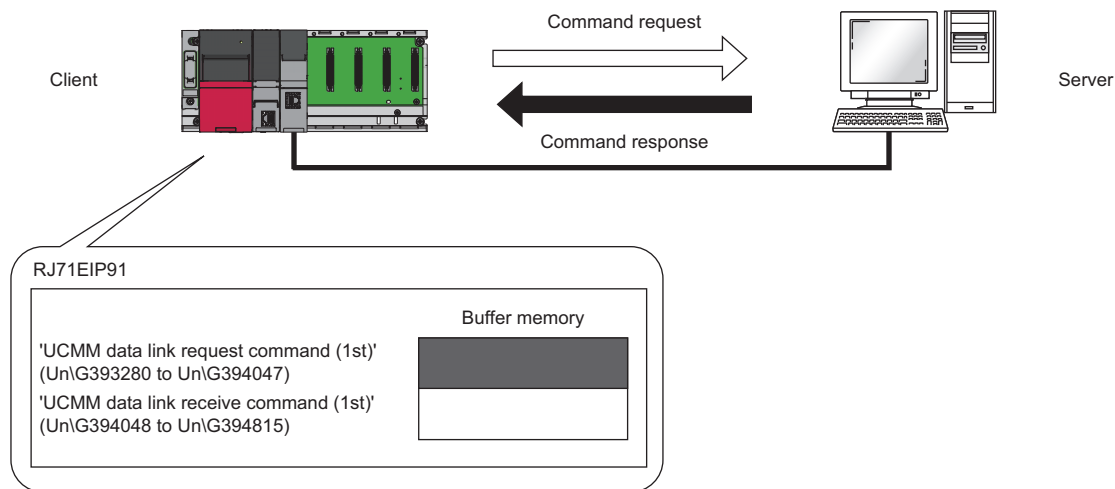 Command request
Client
Server
Command response
RJ71EIP91
Buffer memory
'UCMM data link request command (1st)'
(Un\G393280 to Un\G394047)
'UCMM data link receive command (1st)'
(Un\G394048 to Un\G394815)